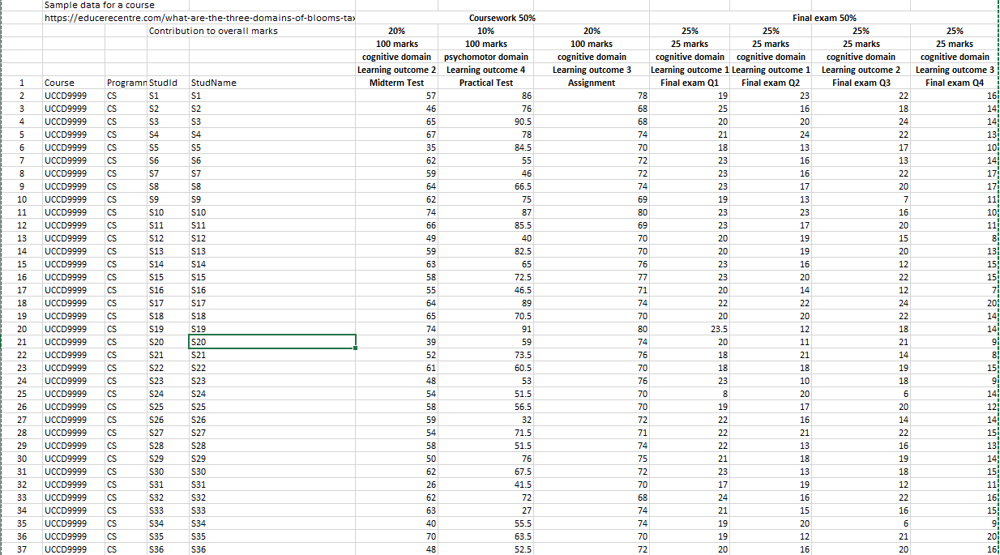 Sample data for a course
https://educerecentre.com/what-are-the-three-domains-of-blooms-tax Coursework 50% Final exam 50%
Contribution to overall marks 20% 10% 20% 25% 25% 25% 25%
100 marks 100 marks 100 marks 25 marks 25 marks 25 marks 25 marks
cognitive domain psychomotor domain cognitive domain cognitive domain cognitive domain cognitive domain cognitive domain
Learning outcome 2 Learning outcome 4 Learning outcome 3 Learning outcome 1 Learning outcome 1 Learning outcome 2 Learning outcome 3
1 Course Programm StudId StudName Midterm Test Practical Test Assignment Final exam Q1 Final exam Q2 Final exam Q3 Final exam Q4
2 UCCD9999 CS S1 S1 57 86 78 19 23 22 16
3 UCCD9999 CS S2 S2 46 76 68 25 16 18 14
4 UCCD9999 CS S3 S3 65 90.5 68 20 20 24 14
5 UCCD9999 CS S4 S4 67 78 74 21 24 22 13
6 UCCD9999 CS S5 S5 35 84.5 70 18 13 17 10
7 UCCD9999 CS S6 S6 62 55 72 23 16 13 14
8 UCCD9999 CS S7 S7 59 46 72 23 16 22 17
9 UCCD9999 CS S8 S8 64 66.5 74 23 17 20 17
10 UCCD9999 CS S9 S9 62 75 69 19 13 7 11
11 UCCD9999 CS S10 S10 74 87 80 23 23 16 10
12 UCCD9999 CS S11 S11 66 85.5 69 23 17 20 11
13 UCCD9999 CS S12 S12 49 40 70 20 19 15 8
14 UCCD9999 CS S13 S13 59 82.5 70 20 19 20 13
15 UCCD9999 CS S14 S14 63 65 76 23 16 12 15
16 UCCD9999 CS S15 S15 58 72.5 77 23 20 22 15
17 UCCD9999 CS S16 S16 55 46.5 71 20 14 12 7
18 UCCD9999 CS S17 S17 64 89 74 22 22 24 20
19 UCCD9999 CS S18 S18 65 70.5 70 20 20 22 14
20 UCCD9999 CS S19 S19 74 91 80 23.5 12 18 14
21 UCCD9999 CS S20 S20 39 59 74 20 11 21 9
22 UCCD9999 CS S21 S21 52 73.5 76 18 21 14 8
23 UCCD9999 CS S22 S22 61 60.5 70 18 18 19 15
24 UCCD9999 CS S23 S23 48 53 76 23 10 18 9
25 UCCD9999 CS S24 S24 54 51.5 70 8 20 6 14
26 UCCD9999 CS S25 S25 58 56.5 70 19 17 20 12
27 UCCD9999 CS S26 S26 59 32 72 22 16 14 14
28 UCCD9999 CS S27 S27 54 71.5 71 22 21 22 15
29 UCCD9999 CS S28 S28 58 51.5 74 22 13 16 13
30 UCCD9999 CS S29 S29 50 76 75 21 18 19 14
31 UCCD9999 CS S30 S30 62 67.5 72 23 13 18 15
32 UCCD9999 CS S31 S31 26 41.5 70 17 19 12 11
33 UCCD9999 CS S32 S32 62 72 68 24 16 22 16
34 UCCD9999 CS S33 S33 63 27 74 21 15 16 15
35 UCCD9999 CS S34 S34 40 55.5 74 19 20 6 9
36 UCCD9999 CS S35 S35 70 63.5 70 19 12 21 20
37 UCCD9999 CS S36 S36 48 52.5 72 20 16 20 16